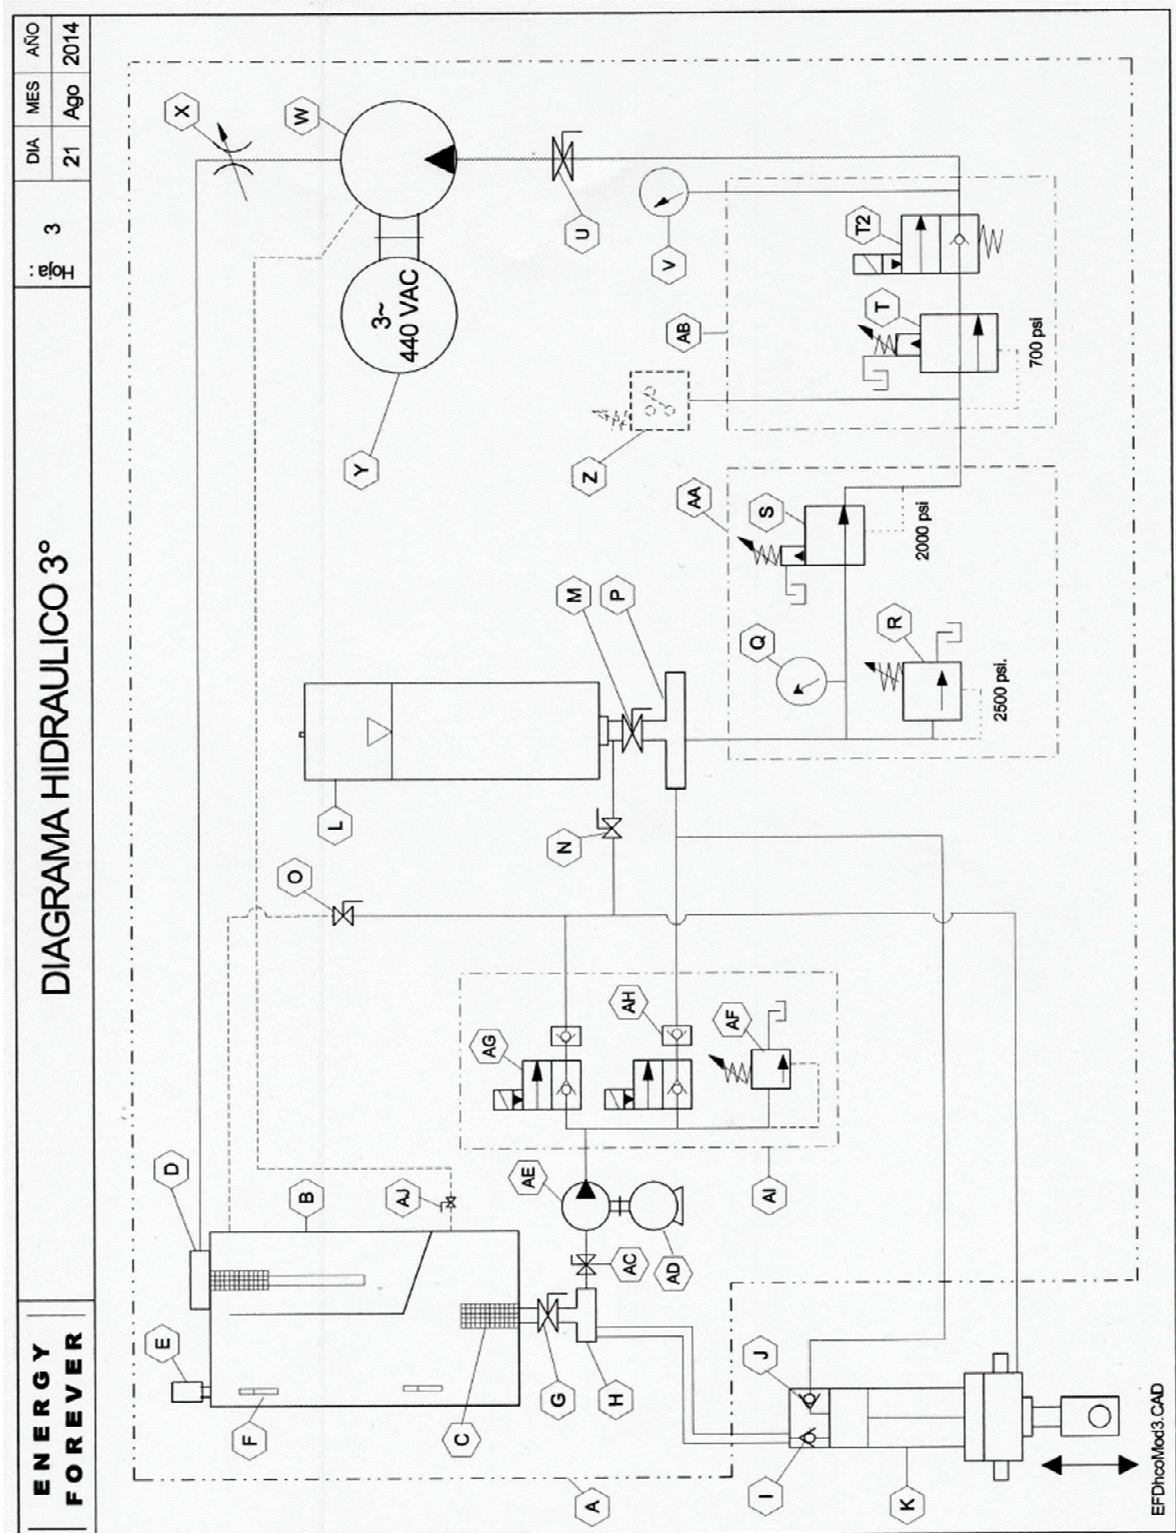 ENERGY
FOREVER
DIAGRAMA HIDRAULICO 3°
Hoja: 3
DIA MES AÑO
21 Ago 2014
X
W
U
V
T2
T
AB
700 psi
3~
440 VAC
Y
Z
AA
S
2000 psi
M
P
Q
R
2500 psi.
L
N
O
AG
AH
AF
AI
D
B
AJ
AE
AC
AD
E
F
C
G
H
J
I
K
A
EFDhcoMod3.CAD